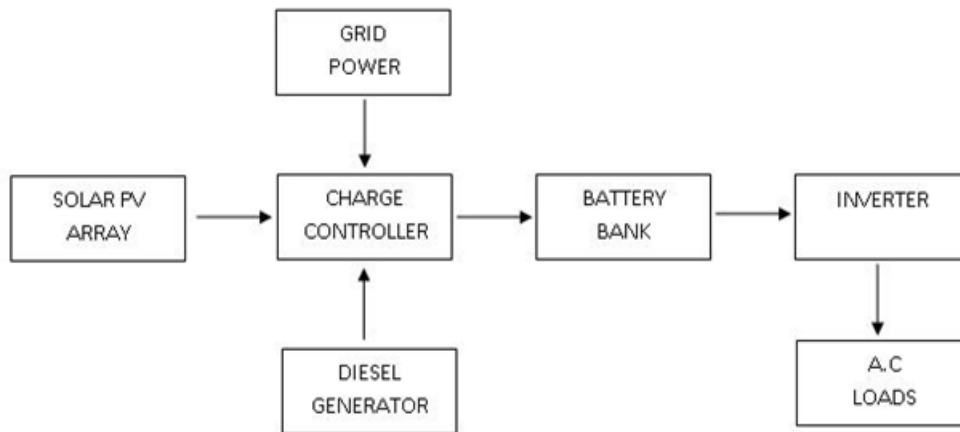 GRID
POWER
SOLAR PV
ARRAY
CHARGE
CONTROLLER
BATTERY
BANK
INVERTER
DIESEL
GENERATOR
A.C
LOADS